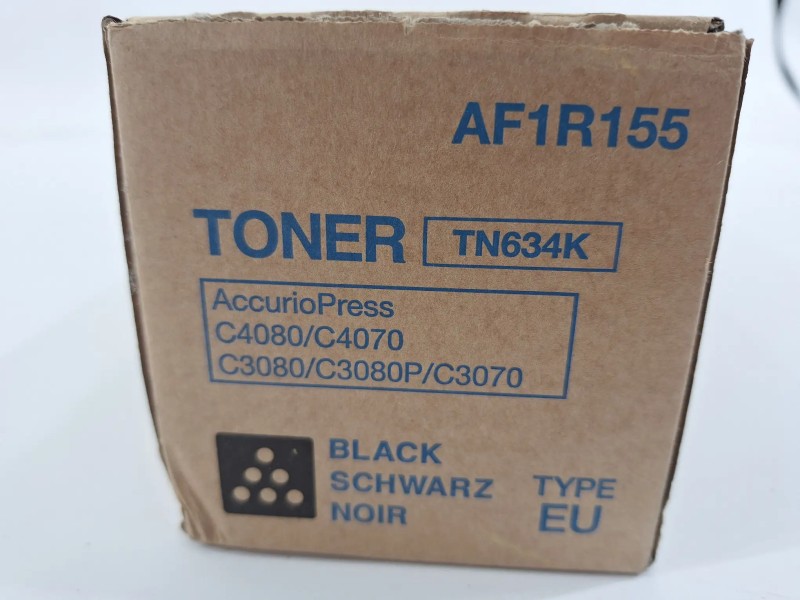 AF1R155
TONER TN634K
AccurioPress
C4080/C4070
C3080/C3080P/C3070
BLACK
SCHWARZ
NOIR
TYPE
EU